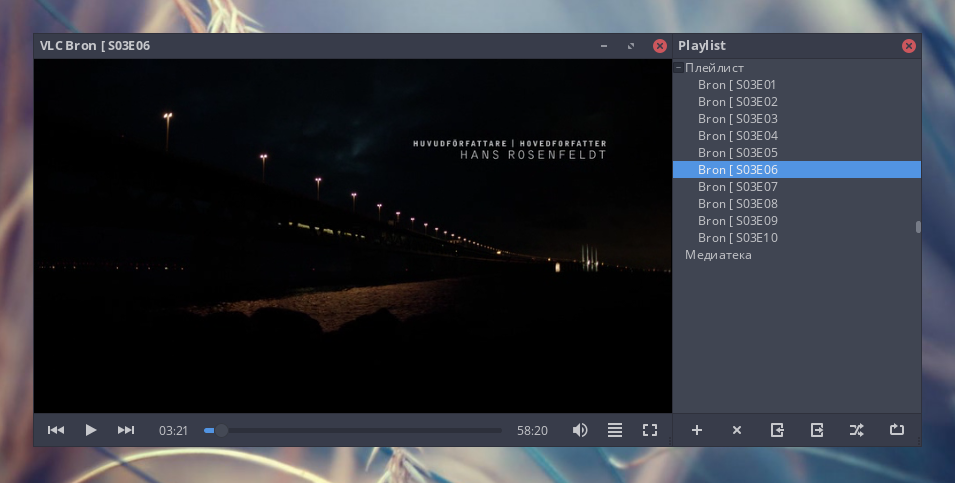 VLC Bron [ S03E06
HUVUDFÖRFATTARE | HOVEDFORFATTER
HANS ROSENFELDT
03:21
58:20
Playlist
Плейлист
Bron [ S03E01
Bron [ S03E02
Bron [ S03E03
Bron [ S03E04
Bron [ S03E05
Bron [ S03E06
Bron [ S03E07
Bron [ S03E08
Bron [ S03E09
Bron [ S03E10
Медиатека